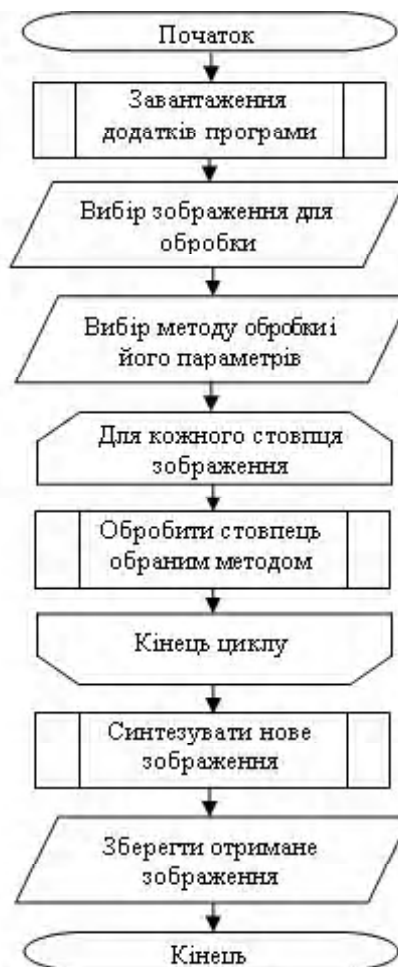 Початок
Завантаження
додатків програми
Вибір зображення для
обробки
Вибір методу обробки і
його параметрів
Для кожного стовпця
зображення
Обробити стовпець
обраним методом
Кінець циклу
Синтезувати нове
зображення
Зберегти отримане
зображення
Кінець